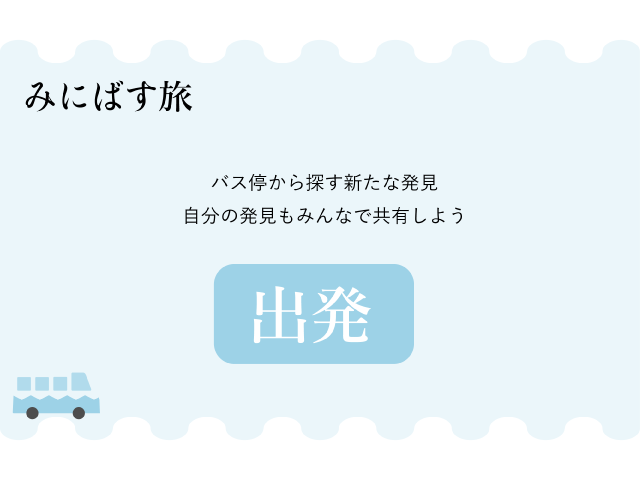 みにばす旅
バス停から探す新たな発見
自分の発見もみんなで共有しよう
出発